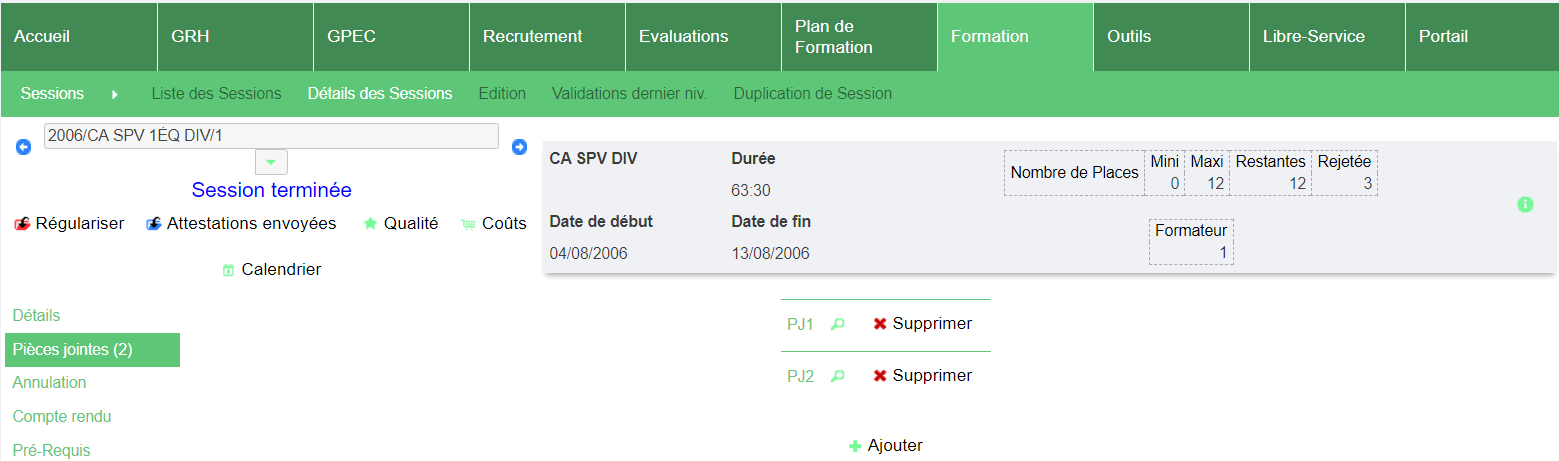 Accueil
GRH
GPEC
Recrutement
Evaluations
Plan de
Formation
Formation
Outils
Libre-Service
Portail
Sessions
Liste des Sessions
Détails des Sessions
Edition
Validations dernier niv.
Duplication de Session
2006/CA SPV 1ÉQ DIV/1
Session terminée
Régulariser
Attestations envoyées
Qualité
Coûts
Calendrier
CA SPV DIV
Durée
63:30
Date de début
Date de fin
04/08/2006
13/08/2006
Nombre de Places
Mini
Maxi
Restantes
Rejetée
0
12
12
3
Formateur
1
Détails
Pièces jointes (2)
Annulation
Compte rendu
Pré-Requis
PJ1
Supprimer
PJ2
Supprimer
Ajouter